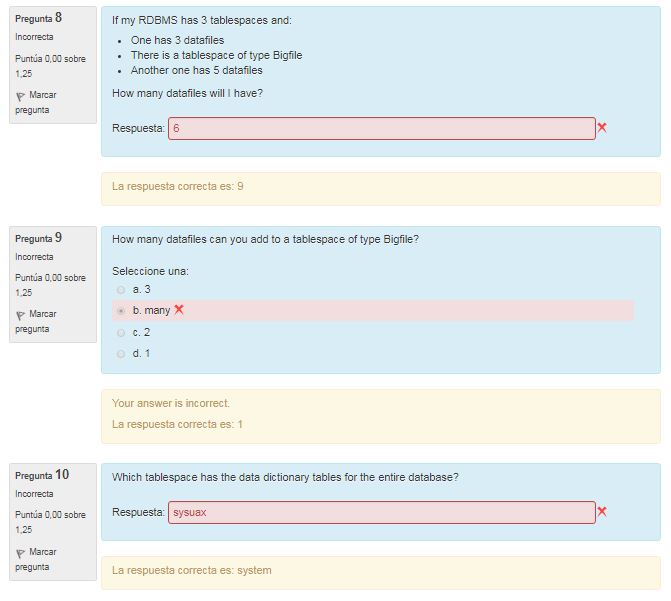 Pregunta 8
Incorrecta
Puntúa 0,00 sobre
1,25
Marcar
pregunta
If my RDBMS has 3 tablespaces and:
• One has 3 datafiles
• There is a tablespace of type Bigfile
• Another one has 5 datafiles
How many datafiles will I have?
Respuesta: 6
La respuesta correcta es: 9
Pregunta 9
Incorrecta
Puntúa 0,00 sobre
1,25
Marcar
pregunta
How many datafiles can you add to a tablespace of type Bigfile?
Seleccione una:
a. 3
b. many
c. 2
d. 1
Your answer is incorrect.
La respuesta correcta es: 1
Pregunta 10
Incorrecta
Puntúa 0,00 sobre
1,25
Marcar
pregunta
Which tablespace has the data dictionary tables for the entire database?
Respuesta: sysuax
La respuesta correcta es: system